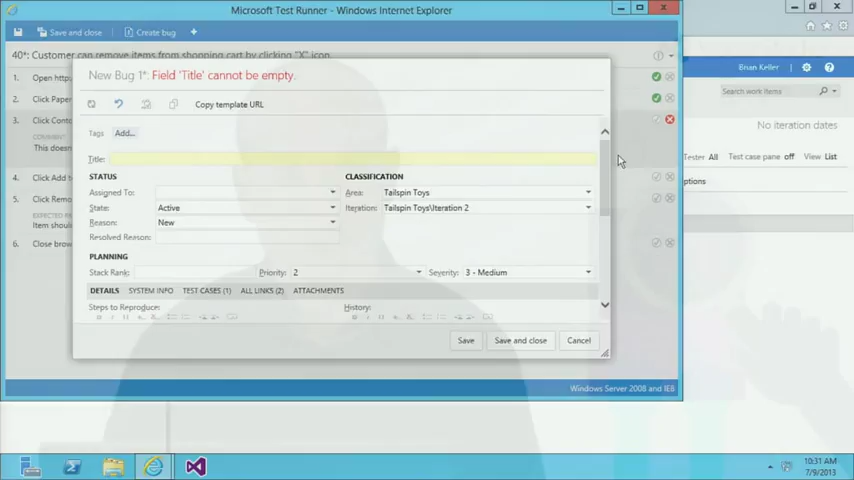 Microsoft Test Runner - Windows Internet Explorer
Save and close Create bug
40*: Customer can remove items from shopping cart by clicking "X" icon.
Brian Keller
New Bug 1*: Field 'Title' cannot be empty.
1. Open http:
Search work items
2. Click Paper
Copy template URL
3. Click Conti
No iteration dates
Tags Add...
COMMENT
This doesn
Tester All Test case pane off View List
Title:
4. Click Add t
STATUS CLASSIFICATION
ptions
Assigned To: Area: Tailspin Toys
5. Click Remo
State: Active Iteration: Tailspin Toys\Iteration 2
EXPECTED
Reason: New
Item shoul
Resolved Reason:
6. Close brow
PLANNING
Stack Rank: Priority: 2 Severity: 3 - Medium
DETAILS SYSTEM INFO TEST CASES (1) ALL LINKS (2) ATTACHMENTS
Steps to Reproduce: History:
Save Save and close Cancel
Windows Server 2008 and IE8
10:31 AM
7/9/2013